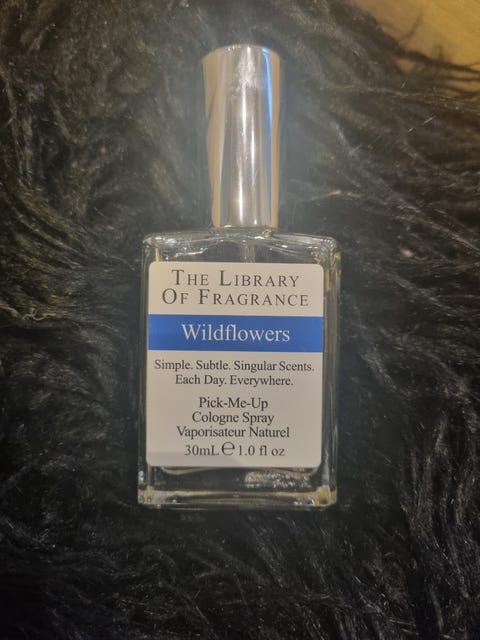 THE LIBRARY
OF FRAGRANCE
Wildflowers
Simple. Subtle. Singular Scents.
Each Day. Everywhere.
Pick-Me-Up
Cologne Spray
Vaporisateur Naturel
30mL ℮ 1.0 fl oz